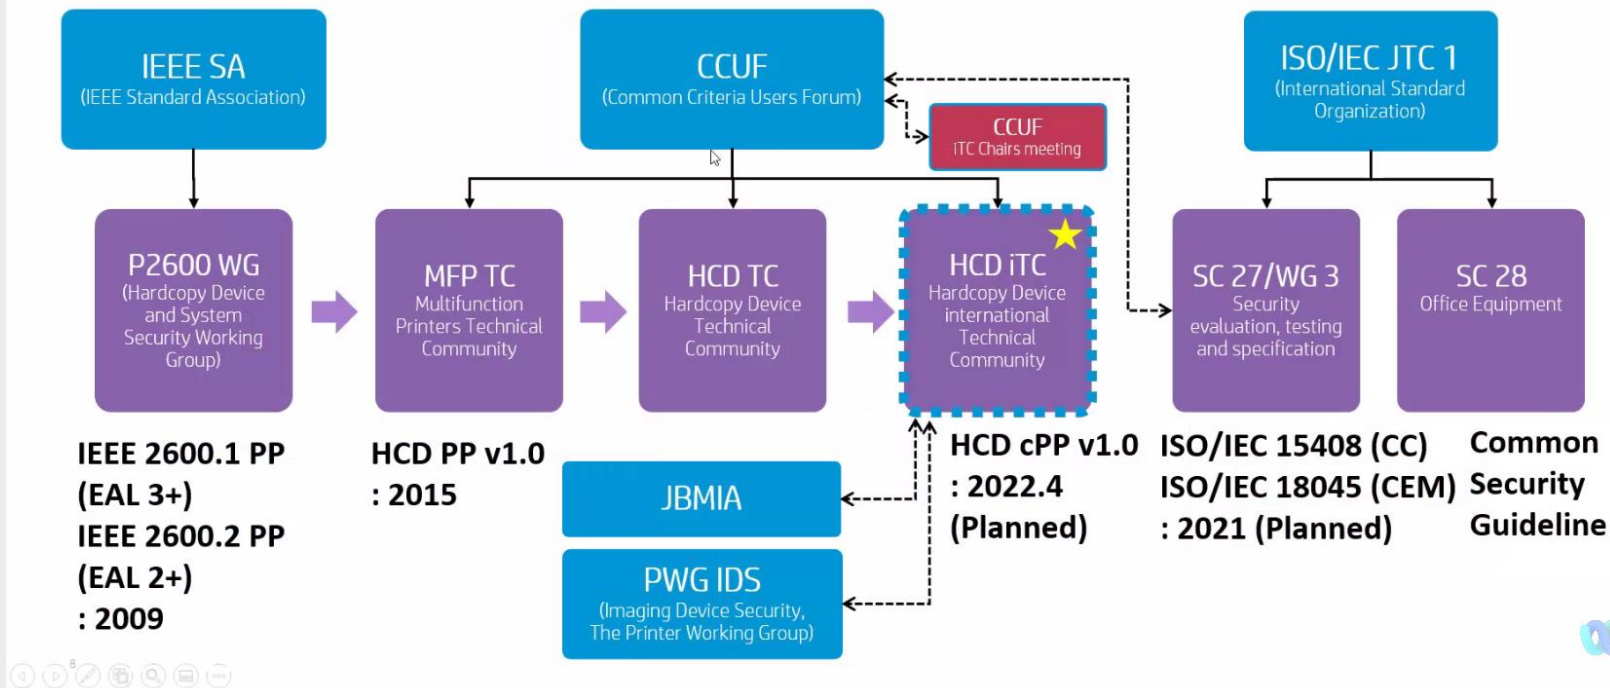 IEEE SA
(IEEE Standard Association)
CCUF
(Common Criteria Users Forum)
CCUF
iTC Chairs meeting
ISO/IEC JTC 1
(International Standard
Organization)
P2600 WG
(Hardcopy Device
and System
Security Working
Group)
MFP TC
Multifunction
Printers Technical
Community
HCD TC
Hardcopy Device
Technical
Community
HCD iTC
Hardcopy Device
international
Technical
Community
SC 27/WG 3
Security
evaluation, testing
and specification
SC 28
Office Equipment
IEEE 2600.1 PP
(EAL 3+)
IEEE 2600.2 PP
(EAL 2+)
: 2009
HCD PP v1.0
: 2015
JBMIA
PWG IDS
(Imaging Device Security,
The Printer Working Group)
HCD cPP v1.0
: 2022.4
(Planned)
ISO/IEC 15408 (CC)
ISO/IEC 18045 (CEM)
: 2021 (Planned)
Common
Security
Guideline
8